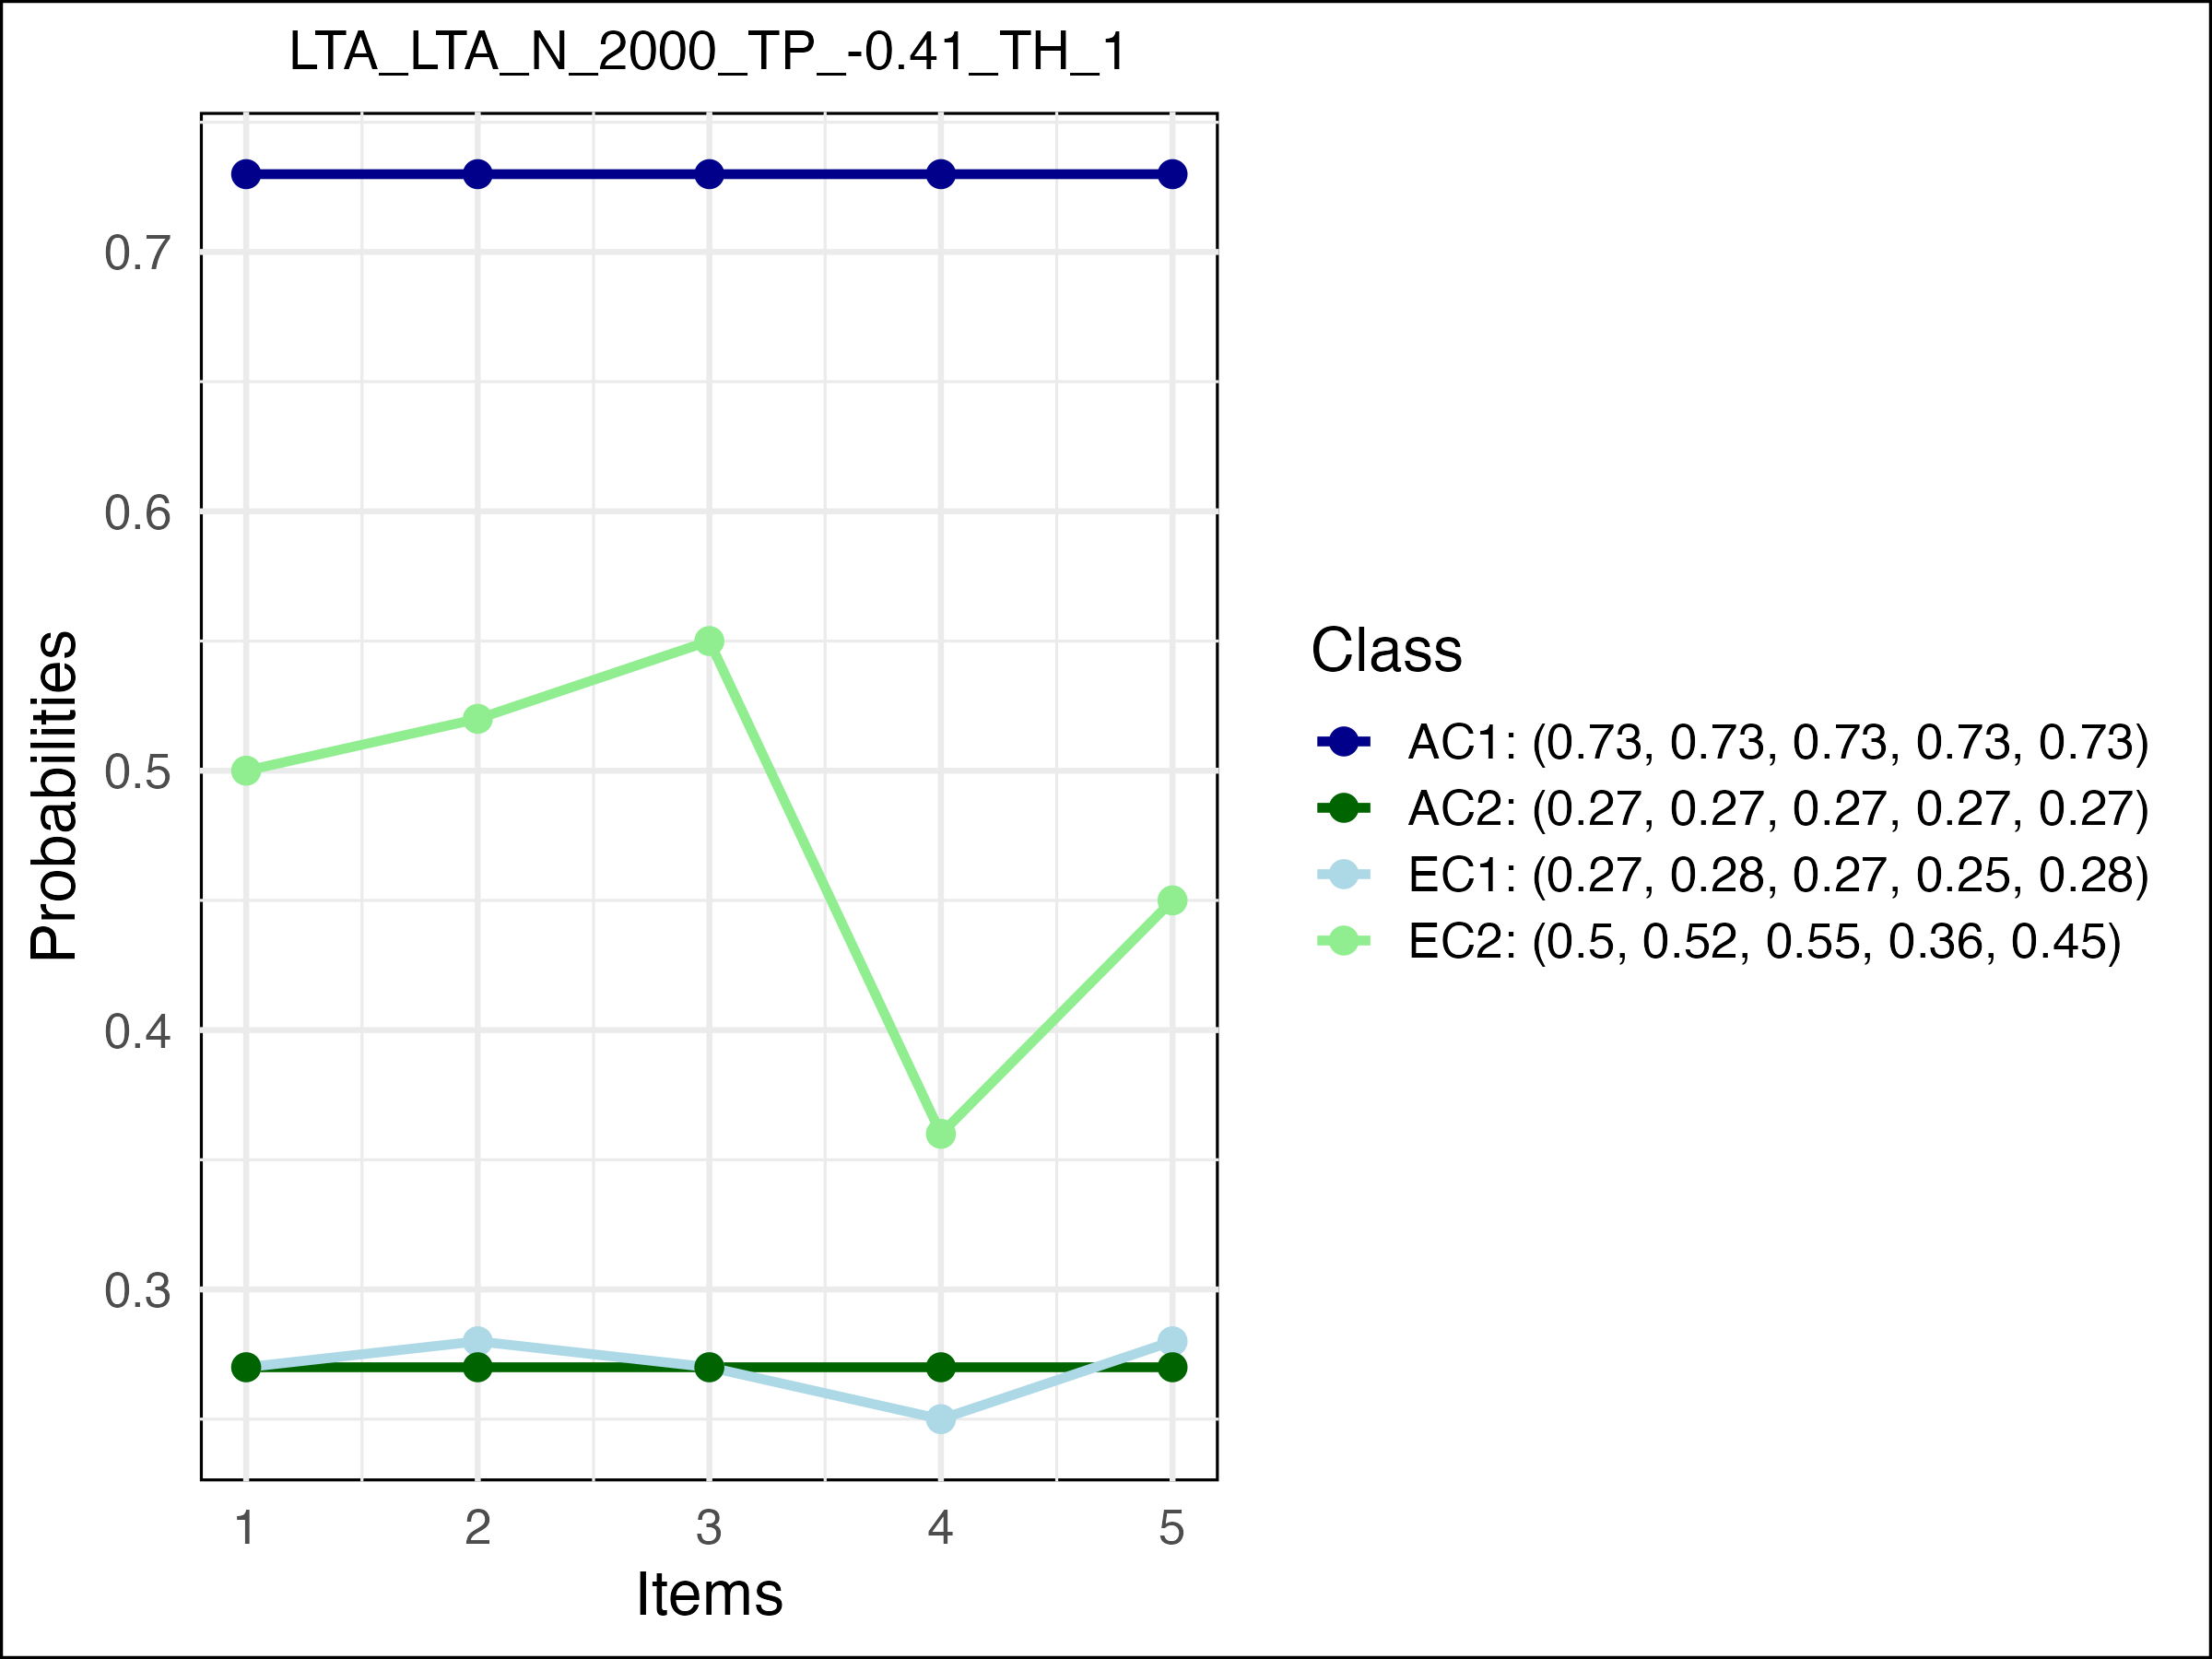 LTA_LTA_N_2000_TP_-0.41_TH_1
Probabilities
0.7
0.6
0.5
0.4
0.3
1 2 3 4 5
Items
Class
AC1: (0.73, 0.73, 0.73, 0.73, 0.73)
AC2: (0.27, 0.27, 0.27, 0.27, 0.27)
EC1: (0.27, 0.28, 0.27, 0.25, 0.28)
EC2: (0.5, 0.52, 0.55, 0.36, 0.45)